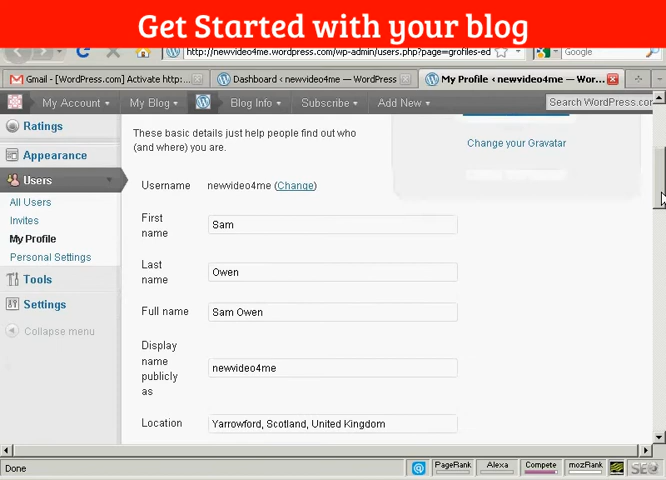 Get Started with your blog
http://newvideo4me.wordpress.com/wp-admin/users.php?page=grofiles-ed
Google
Gmail - [WordPress.com] Activate http:...
Dashboard ‹ newvideo4me — WordPress
My Profile ‹ newvideo4me — Wor...
My Account
My Blog
Blog Info
Subscribe
Add New
Search WordPress.com
Ratings
Appearance
Users
All Users
Invites
My Profile
Personal Settings
Tools
Settings
Collapse menu
These basic details just help people find out who
(and where) you are.
Change your Gravatar
Username newvideo4me (Change)
First
name
Sam
Last
name
Owen
Full name Sam Owen
Display
name
publicly
as
newvideo4me
Location Yarrowford, Scotland, United Kingdom
Done
PageRank
Alexa
Compete
mozRank
SEO